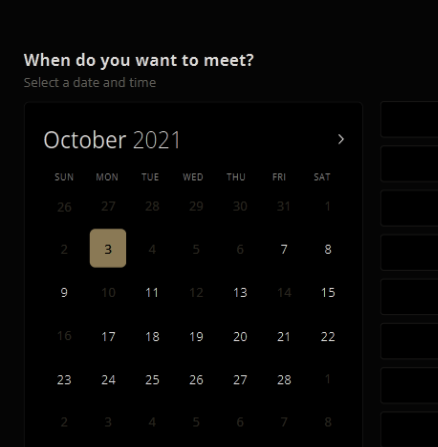 When do you want to meet?
Select a date and time
October 2021
SUN MON TUE WED THU FRI SAT
26 27 28 29 30 31 1
2 3 4 5 6 7 8
9 10 11 12 13 14 15
16 17 18 19 20 21 22
23 24 25 26 27 28 1
2 3 4 5 6 7 8